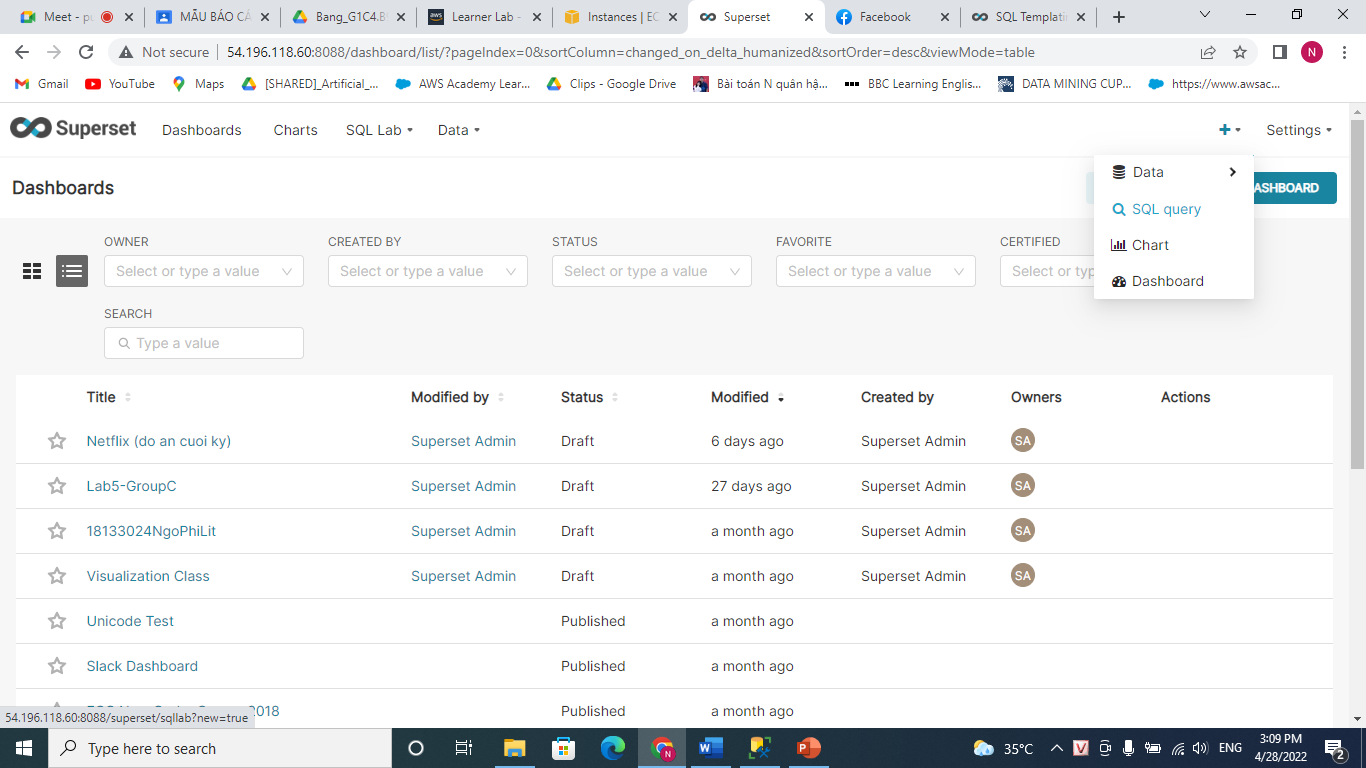 Meet - pu
MẪU BÁO CÁ
Bang_G1C4.B
Learner Lab -
Instances | EC
Superset
Facebook
SQL Templatin
Not secure
54.196.118.60:8088/dashboard/list/?pageIndex=0&sortColumn=changed_on_delta_humanized&sortOrder=desc&viewMode=table
N
Gmail
YouTube
Maps
[SHARED]_Artificial_...
AWS Academy Lear...
Clips - Google Drive
Bài toán N quân hậ...
BBC Learning Englis...
DATA MINING CUP...
https://www.awsac...
Superset
Dashboards
Charts
SQL Lab
Data
Settings
Dashboards
ASHBOARD
Data
SQL query
Chart
Dashboard
OWNER
CREATED BY
STATUS
FAVORITE
CERTIFIED
Select or type a value
Select or type a value
Select or type a value
Select or type a value
Select or typ
SEARCH
Type a value
Title Modified by Status Modified Created by Owners Actions
Netflix (do an cuoi ky) Superset Admin Draft 6 days ago Superset Admin SA
Lab5-GroupC Superset Admin Draft 27 days ago Superset Admin SA
18133024NgoPhiLit Superset Admin Draft a month ago Superset Admin SA
Visualization Class Superset Admin Draft a month ago Superset Admin SA
Unicode Test Published a month ago
Slack Dashboard Published a month ago
2018 Published a month ago
54.196.118.60:8088/superset/sqllab?new=true
Type here to search
35°C
ENG
3:09 PM
4/28/2022
2